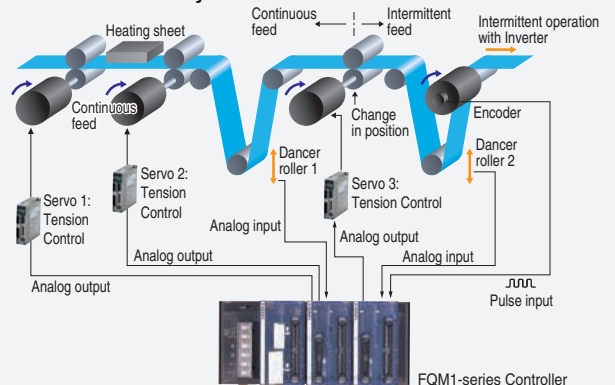 Continuous
feed
Intermittent
feed
Intermittent operation
with Inverter
Heating sheet
Continuous
feed
Change
in position
Encoder
Dancer
roller 1
Dancer
roller 2
Servo 1:
Tension
Control
Servo 2:
Tension
Control
Servo 3:
Tension Control
Analog input
Analog output
Analog output
Analog input
Analog output
Pulse input
FQM1-series Controller